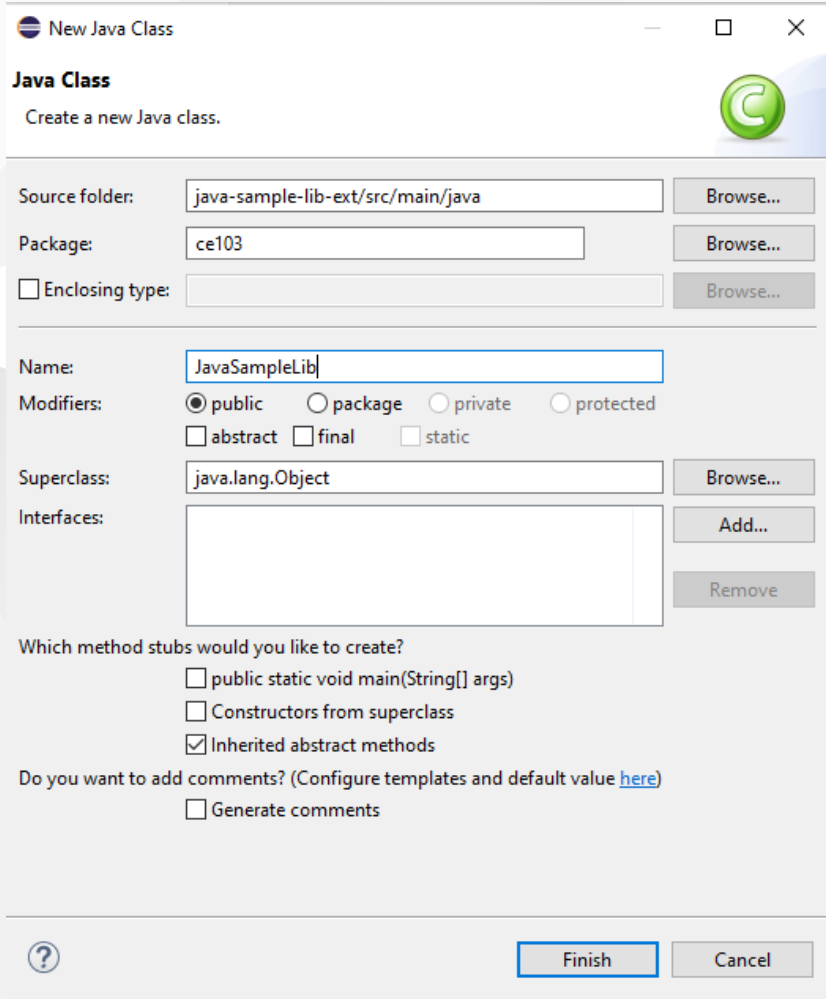 New Java Class
Java Class
Create a new Java class.
C
Source folder: java-sample-lib-ext/src/main/java Browse...
Package: ce103 Browse...
Enclosing type: Browse...
Name: JavaSampleLib
Modifiers: public package private protected
abstract final static
Superclass: java.lang.Object Browse...
Interfaces: Add...
Remove
Which method stubs would you like to create?
public static void main(String[] args)
Constructors from superclass
Inherited abstract methods
Do you want to add comments? (Configure templates and default value here)
Generate comments
? Finish Cancel